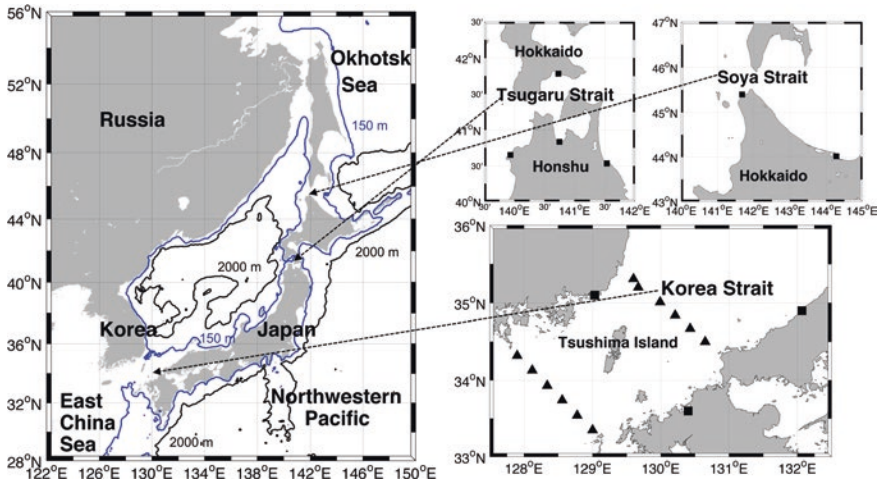 56°N
52°N
48°N
44°N
40°N
36°N
32°N
28°N
122°E
126°E
130°E
134°E
138°E
142°E
146°E
150°E
Okhotsk
Sea
Russia
150 m
2000 m
2000 m
Korea
Japan
150 m
East
China
Sea
Northwestern
Pacific
2000 m
30'
42°N
30'
41°N
30'
40°N
30'
140°E
30'
141°E
30'
142°E
Hokkaido
Tsugaru Strait
Honshu
47°N
46°N
45°N
44°N
43°N
140°E
141°E
142°E
143°E
144°E
145°E
Soya Strait
Hokkaido
36°N
35°N
34°N
33°N
128°E
129°E
130°E
131°E
132°E
Korea Strait
Tsushima Island